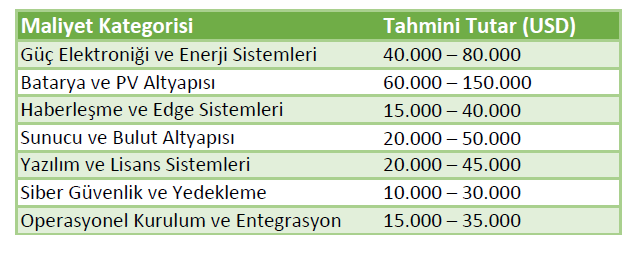 Maliyet Kategorisi Tahmini Tutar (USD)
Güç Elektroniği ve Enerji Sistemleri 40.000 – 80.000
Batarya ve PV Altyapısı 60.000 – 150.000
Haberleşme ve Edge Sistemleri 15.000 – 40.000
Sunucu ve Bulut Altyapısı 20.000 – 50.000
Yazılım ve Lisans Sistemleri 20.000 – 45.000
Siber Güvenlik ve Yedekleme 10.000 – 30.000
Operasyonel Kurulum ve Entegrasyon 15.000 – 35.000